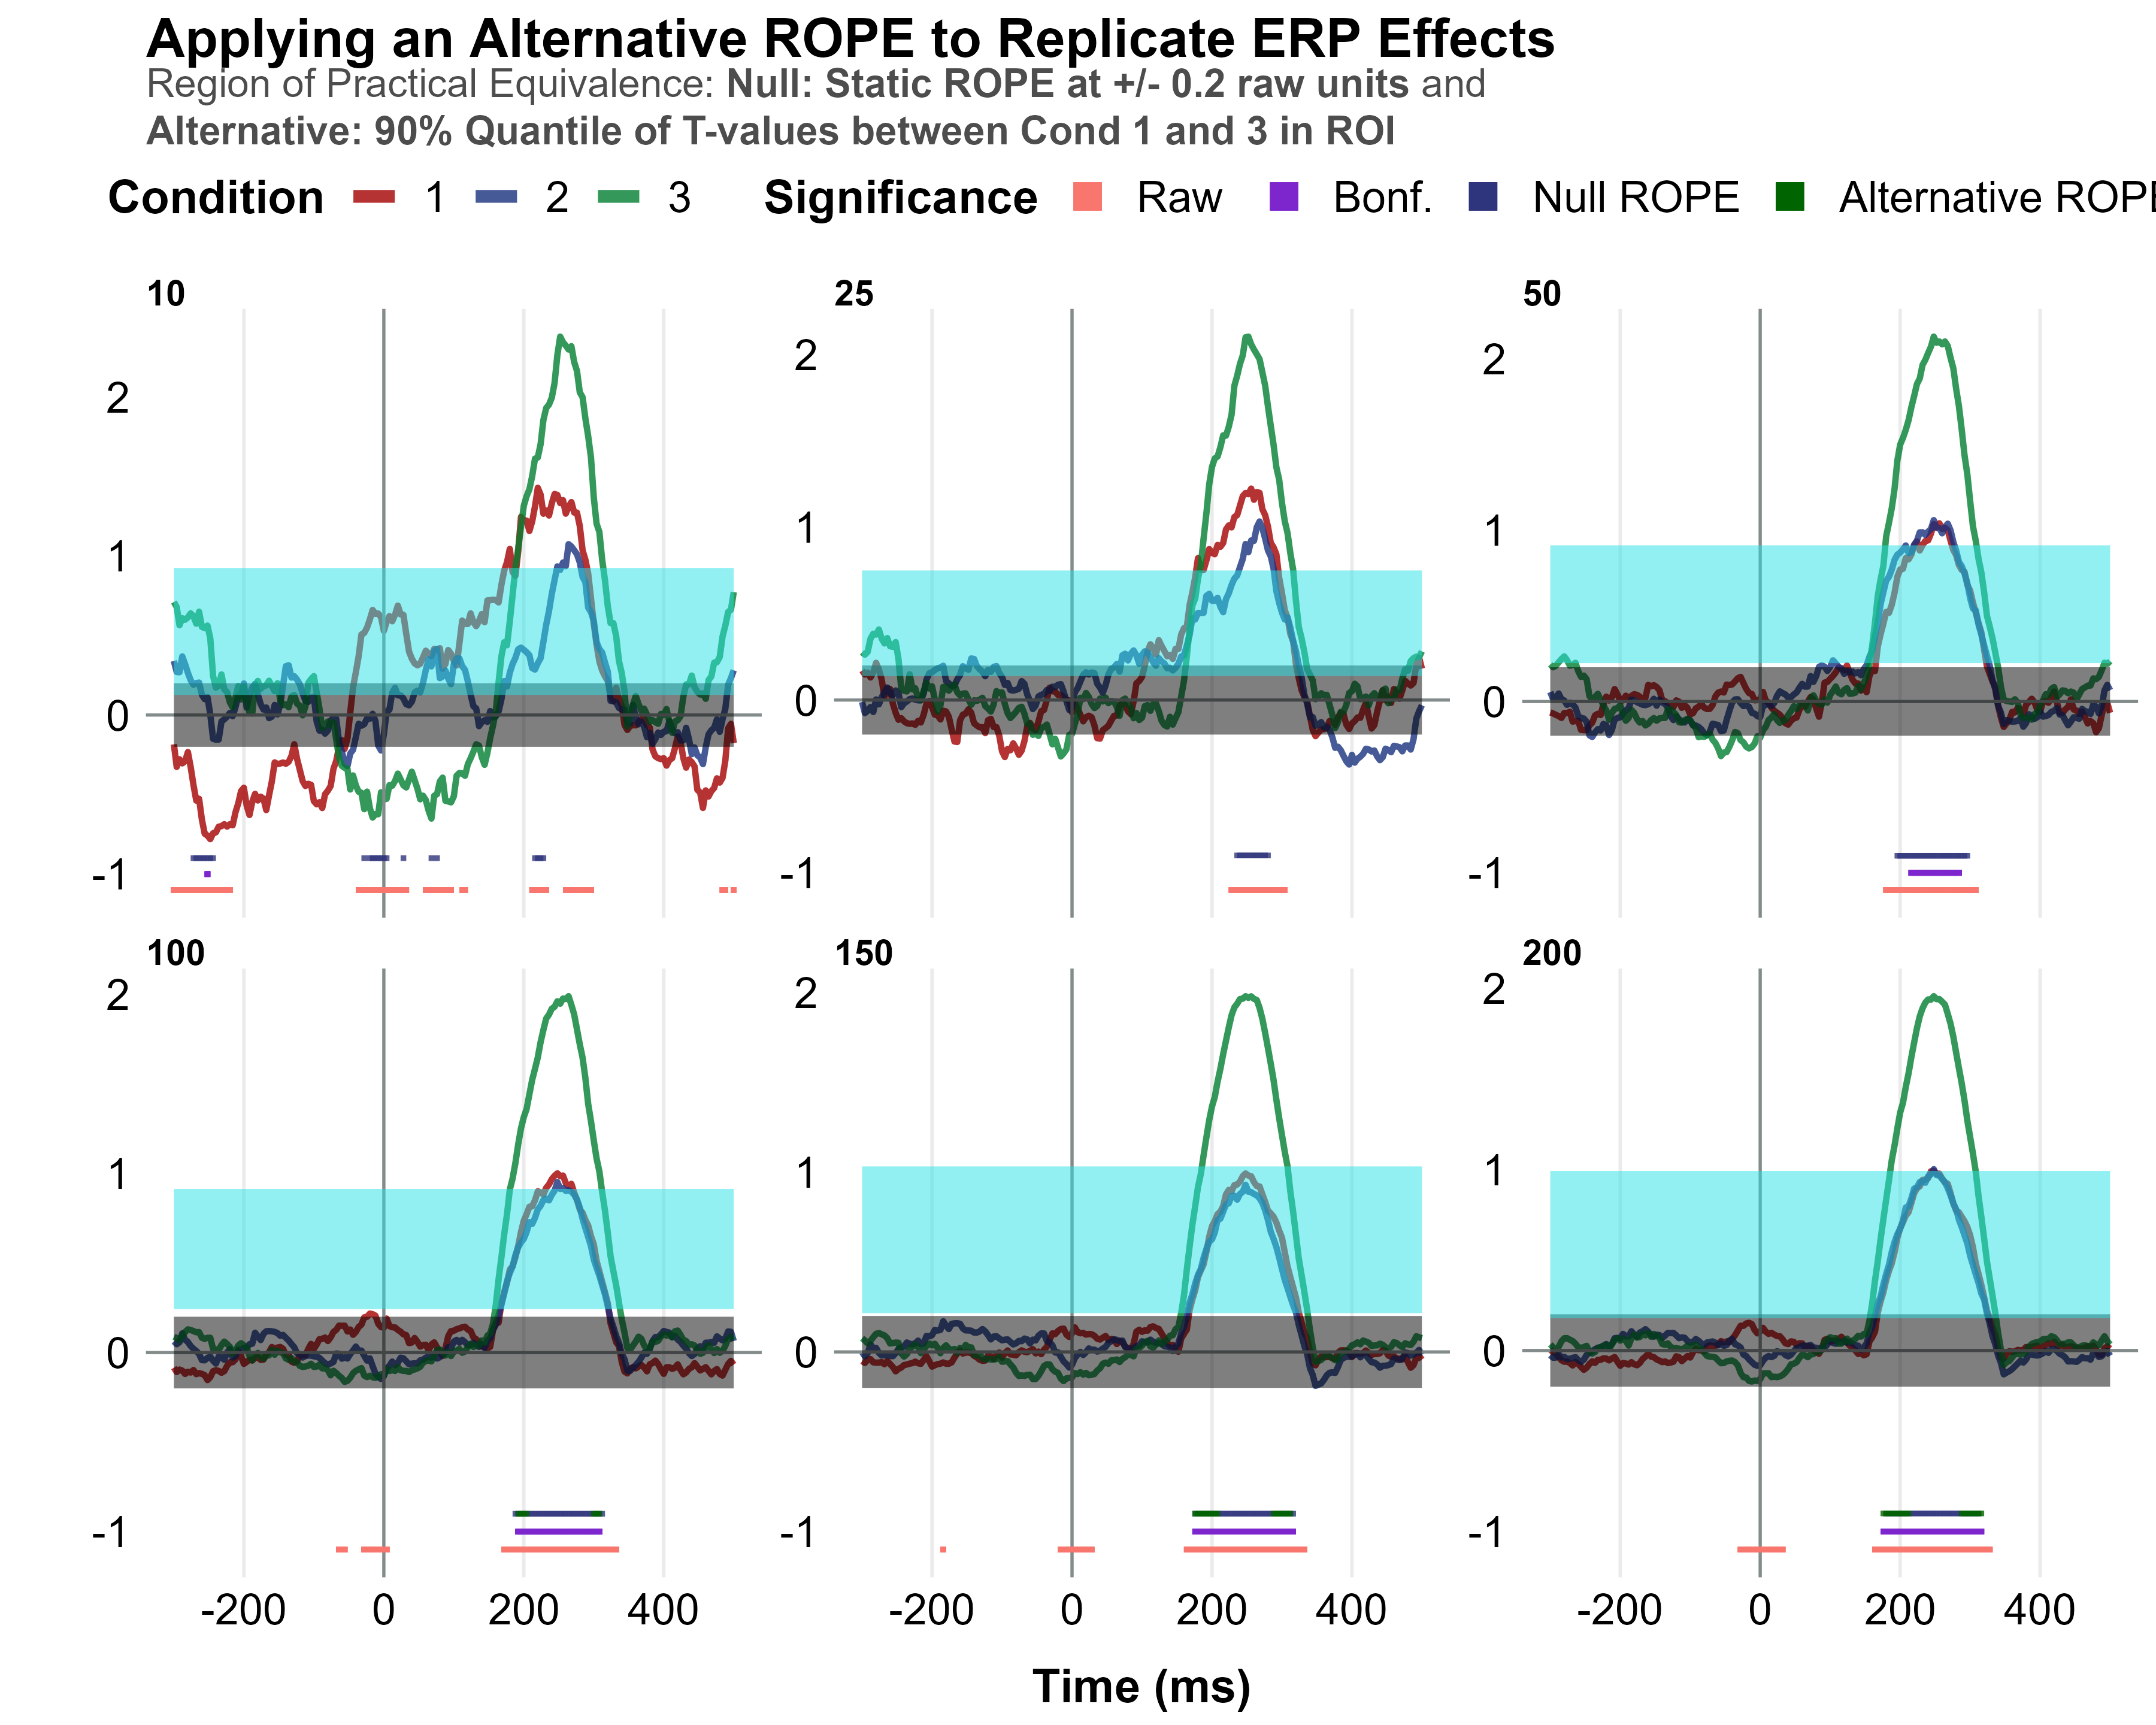 Applying an Alternative ROPE to Replicate ERP Effects
Region of Practical Equivalence: Null: Static ROPE at +/- 0.2 raw units and
Alternative: 90% Quantile of T-values between Cond 1 and 3 in ROI
Condition 1 2 3 Significance Raw Bonf. Null ROPE Alternative ROPE
10 25 50
2 2 2
1 1 1
0 0 0
-1 -1 -1
100 150 200
2 2 2
1 1 1
0 0 0
-1 -1 -1
-200 0 200 400 -200 0 200 400 -200 0 200 400
Time (ms)